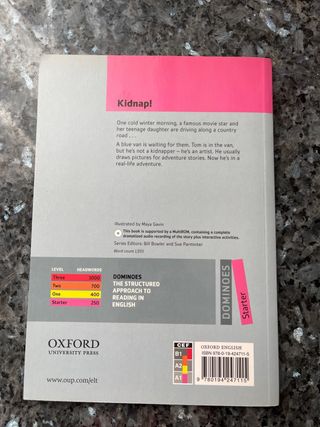 Kidnap!
One cold winter morning, a famous movie star and
her teenage daughter are driving along a country
road . . .
A blue van is waiting for them. Tom is in the van,
but he's not a kidnapper – he's an artist. He usually
draws pictures for adventure stories. Now he's in a
real-life adventure.
Illustrated by Maya Gavin
This book is supported by a MultiROM, containing a complete
dramatized audio recording of the story plus interactive activities.
Series Editors: Bill Bowler and Sue Parminter
LEVEL HEADWORDS
Three 1000
Two 700
One 400
Starter 250
DOMINOES
THE STRUCTURED
APPROACH TO
READING IN
ENGLISH
DOMINOES
Starter
OXFORD
UNIVERSITY PRESS
www.oup.com/elt
CEF
B1
A2
A1
OXFORD ENGLISH
ISBN 978-0-19-424711-5
9 780194 247115